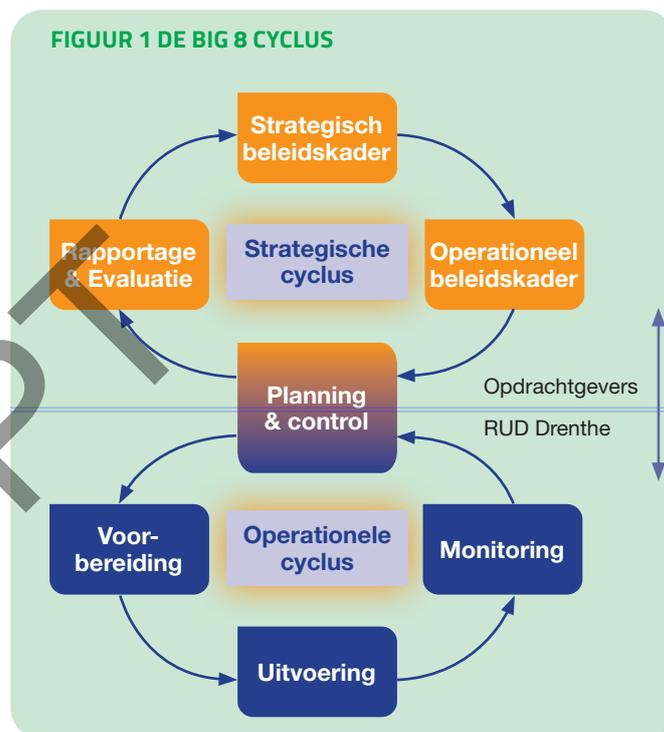 FIGUUR 1 DE BIG 8 CYCLUS
Strategisch
beleidskader
Rapportage
& Evaluatie
Strategische
cyclus
Operationeel
beleidskader
Planning
& control
Opdrachtgevers
RUD Drenthe
Voor-
bereiding
Operationele
cyclus
Monitoring
Uitvoering